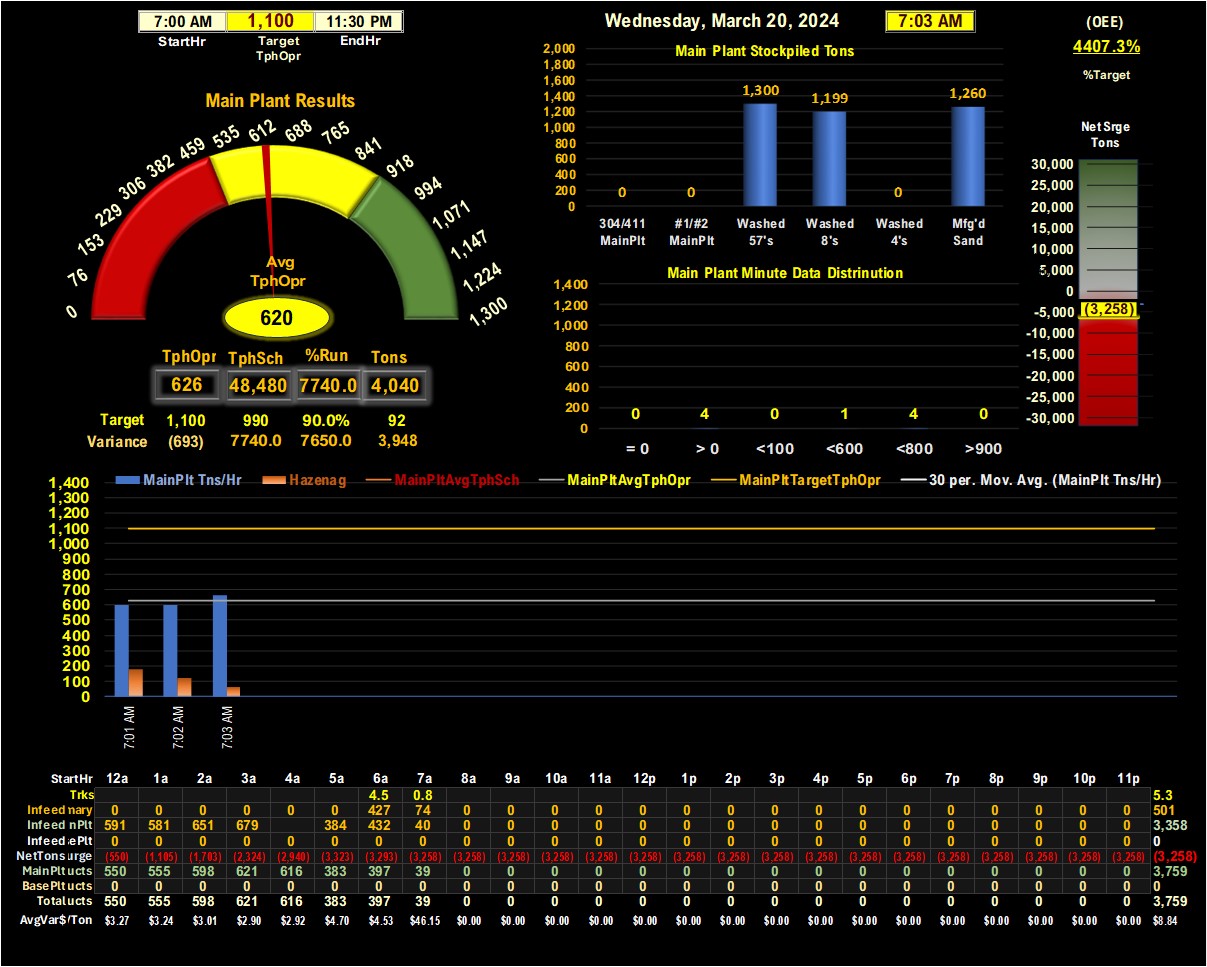 7:00 AM 1,100 11:30 PM
StartHr Target TphOpr EndHr
Wednesday, March 20, 2024 7:03 AM
(OEE)
4407.3%
%Target
Main Plant Results
0 76 153 229 306 382 459 535 612 688 765 841 918 994 1,071 1,147 1,224 1,300
Avg
TphOpr
620
TphOpr TphSch %Run Tons
626 48,480 7740.0 4,040
Target 1,100 990 90.0% 92
Variance (693) 7740.0 7650.0 3,948
Main Plant Stockpiled Tons
2,000
1,800
1,600
1,400
1,200
1,000
800
600
400
200
0
0 0 1,300 1,199 0 1,260
304/411 #1/#2 Washed Washed Washed Mfg'd
MainPlt MainPlt 57's 8's 4's Sand
Main Plant Minute Data Distrinution
1,400
1,200
1,000
800
600
400
200
0
0 4 0 1 4 0
= 0 > 0 <100 <600 <800 >900
Net Srge
Tons
30,000
25,000
20,000
15,000
10,000
5,000
0
-5,000
-10,000
-15,000
-20,000
-25,000
-30,000
(3,258)
MainPlt Tns/Hr Hazenag MainPltAvgTphSch MainPltAvgTphOpr MainPltTargetTphOpr 30 per. Mov. Avg. (MainPlt Tns/Hr)
1,400
1,300
1,200
1,100
1,000
900
800
700
600
500
400
300
200
100
0
7:01 AM 7:02 AM 7:03 AM
StartHr 12a 1a 2a 3a 4a 5a 6a 7a 8a 9a 10a 11a 12p 1p 2p 3p 4p 5p 6p 7p 8p 9p 10p 11p
Trks 4.5 0.8 5.3
Infeed nary 0 0 0 0 0 0 427 74 0 0 0 0 0 0 0 0 0 0 0 0 0 0 0 0 501
Infeed nPlt 591 581 651 679 384 432 40 0 0 0 0 0 0 0 0 0 0 0 0 0 0 0 0 3,358
Infeed ePlt 0 0 0 0 0 0 0 0 0 0 0 0 0 0 0 0 0 0 0 0 0 0 0 0 0
NetTons urge (550) (1,105) (1,703) (2,324) (2,940) (3,323) (3,293) (3,258) (3,258) (3,258) (3,258) (3,258) (3,258) (3,258) (3,258) (3,258) (3,258) (3,258) (3,258) (3,258) (3,258) (3,258) (3,258) (3,258) (3,258)
MainPlt ucts 550 555 598 621 616 383 397 39 0 0 0 0 0 0 0 0 0 0 0 0 0 0 0 0 3,759
BasePlt ucts 0 0 0 0 0 0 0 0 0 0 0 0 0 0 0 0 0 0 0 0 0 0 0 0 0
Total ucts 550 555 598 621 616 383 397 39 0 0 0 0 0 0 0 0 0 0 0 0 0 0 0 0 3,759
AvgVar$/Ton $3.27 $3.24 $3.01 $2.90 $2.92 $4.70 $4.53 $46.15 $0.00 $0.00 $0.00 $0.00 $0.00 $0.00 $0.00 $0.00 $0.00 $0.00 $0.00 $0.00 $0.00 $0.00 $0.00 $0.00 $8.84